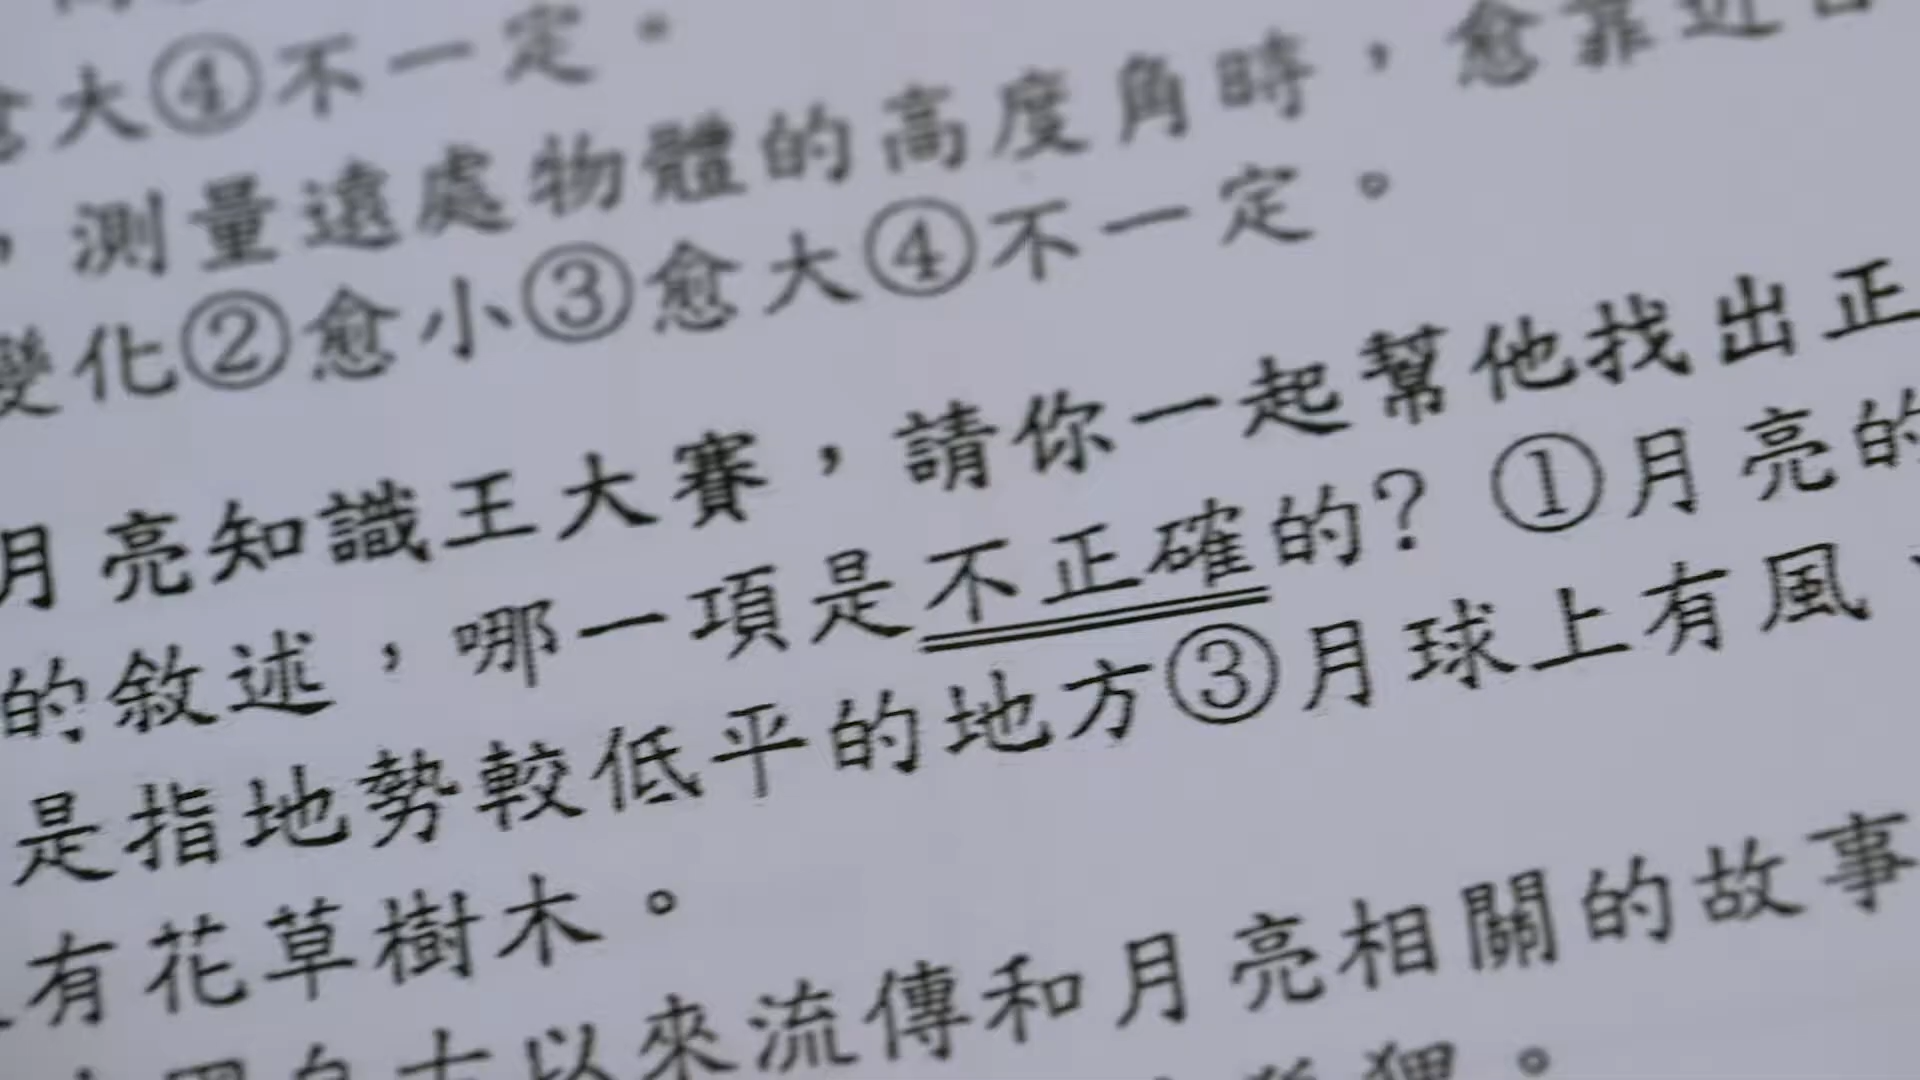 大④不一定。
，測量遠處物體的高度角時，愈靠近
變化②愈小③愈大④不一定。
月亮知識王大賽，請你一起幫他找出正
的敘述，哪一項是不正確的？①月亮的
是指地勢較低平的地方③月球上有風、
有花草樹木。
自古以來流傳和月亮相關的故事
狸。